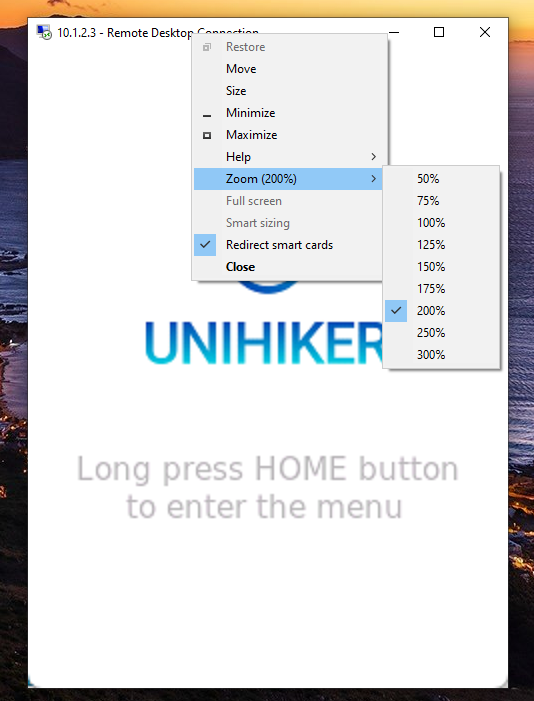 10.1.2.3 - Remote Desktop Connection
Restore
Move
Size
Minimize
Maximize
Help
Zoom (200%)
Full screen
Smart sizing
Redirect smart cards
Close
50%
75%
100%
125%
150%
175%
200%
250%
300%
UNIHIKER
Long press HOME button
to enter the menu